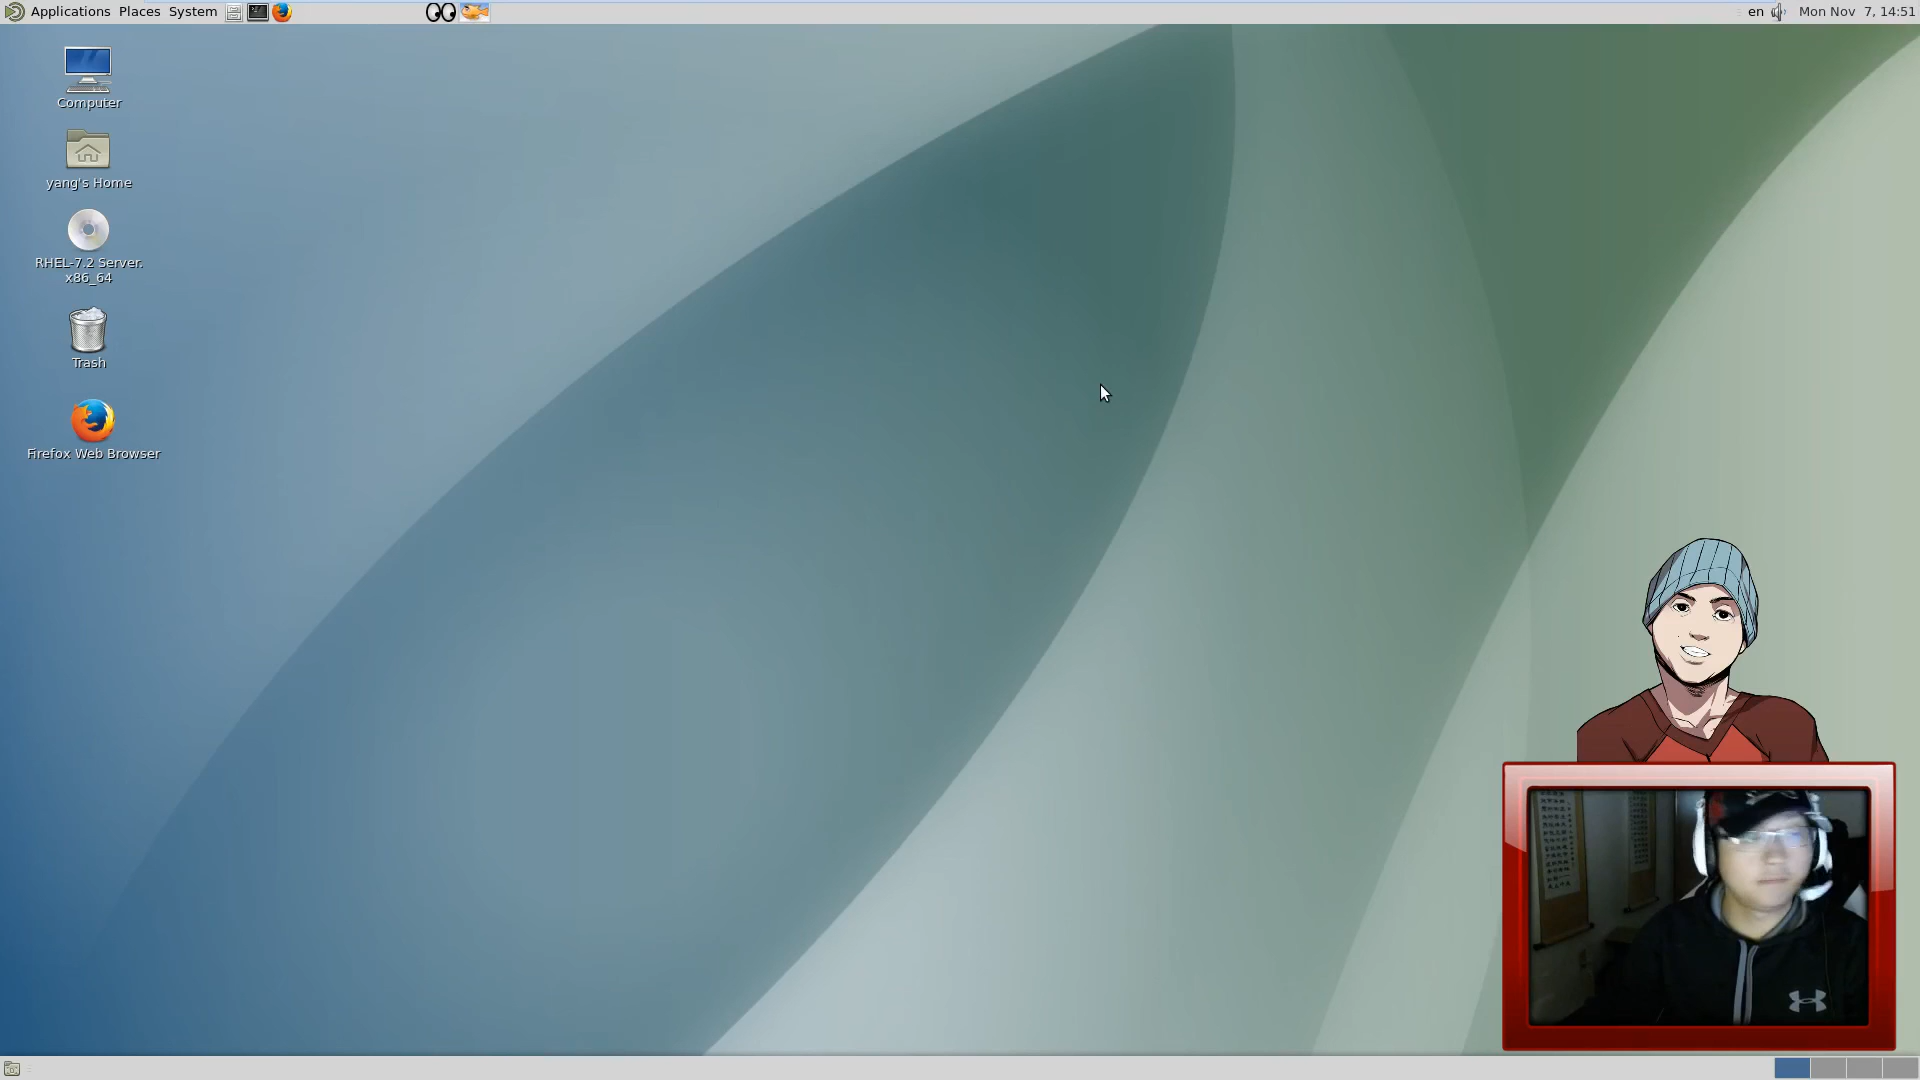 Applications Places System
en Mon Nov 7, 14:51
Computer
yang's Home
RHEL-7.2 Server.
x86_64
Trash
Firefox Web Browser